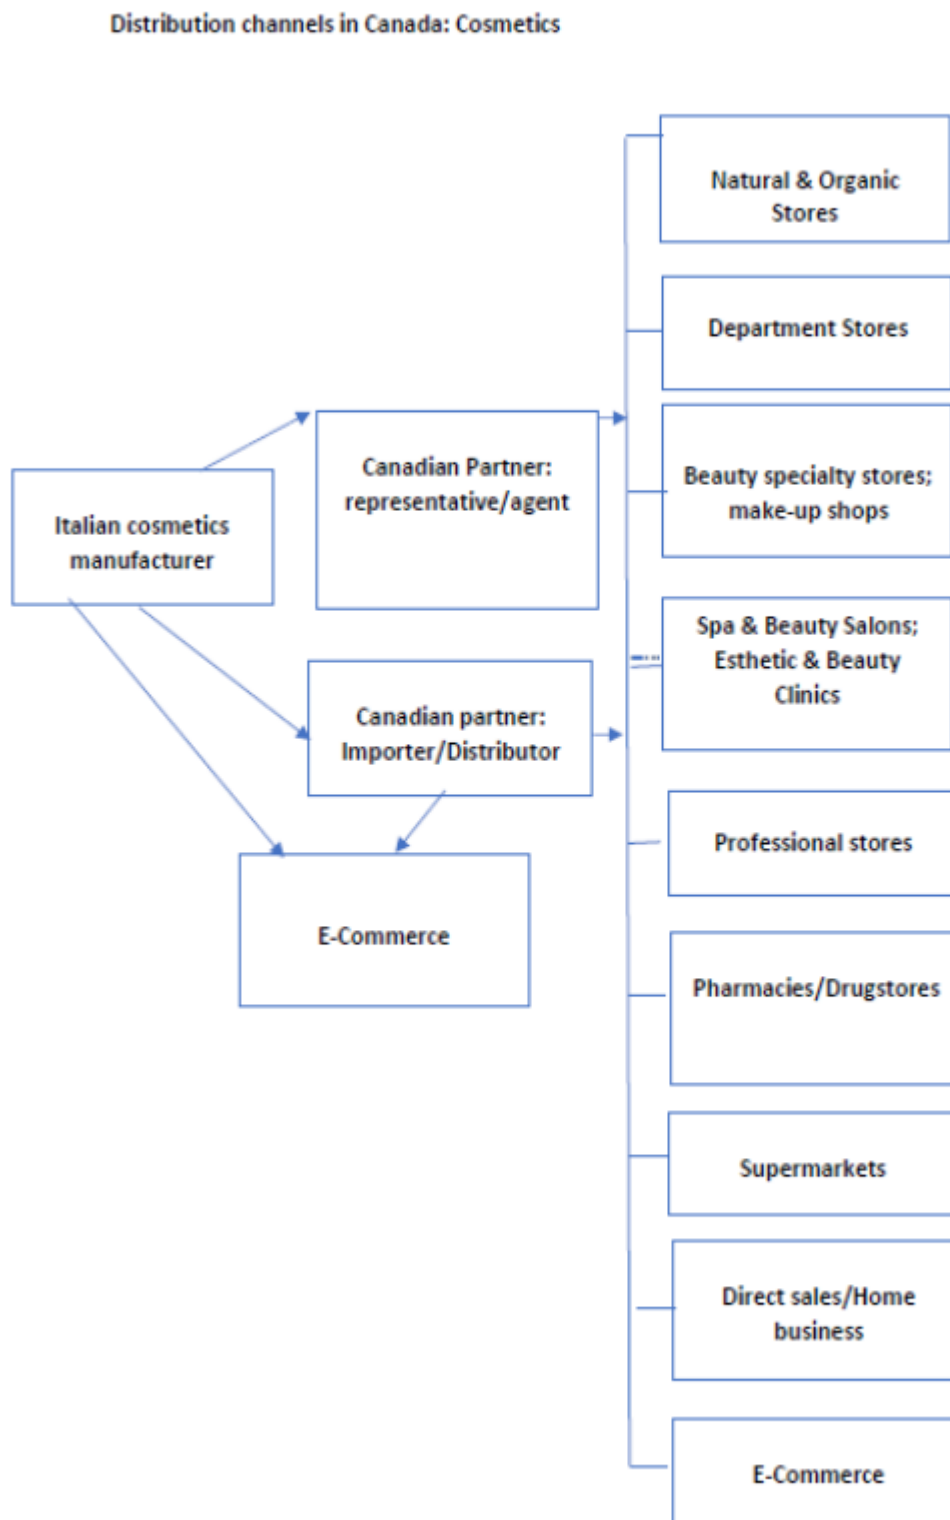 Distribution channels in Canada: Cosmetics
Natural & Organic
Stores
Department Stores
Canadian Partner:
representative/agent
Beauty specialty stores;
make-up shops
Italian cosmetics
manufacturer
Spa & Beauty Salons;
Esthetic & Beauty
Clinics
Canadian partner:
Importer/Distributor
Professional stores
E-Commerce
Pharmacies/Drugstores
Supermarkets
Direct sales/Home
business
E-Commerce